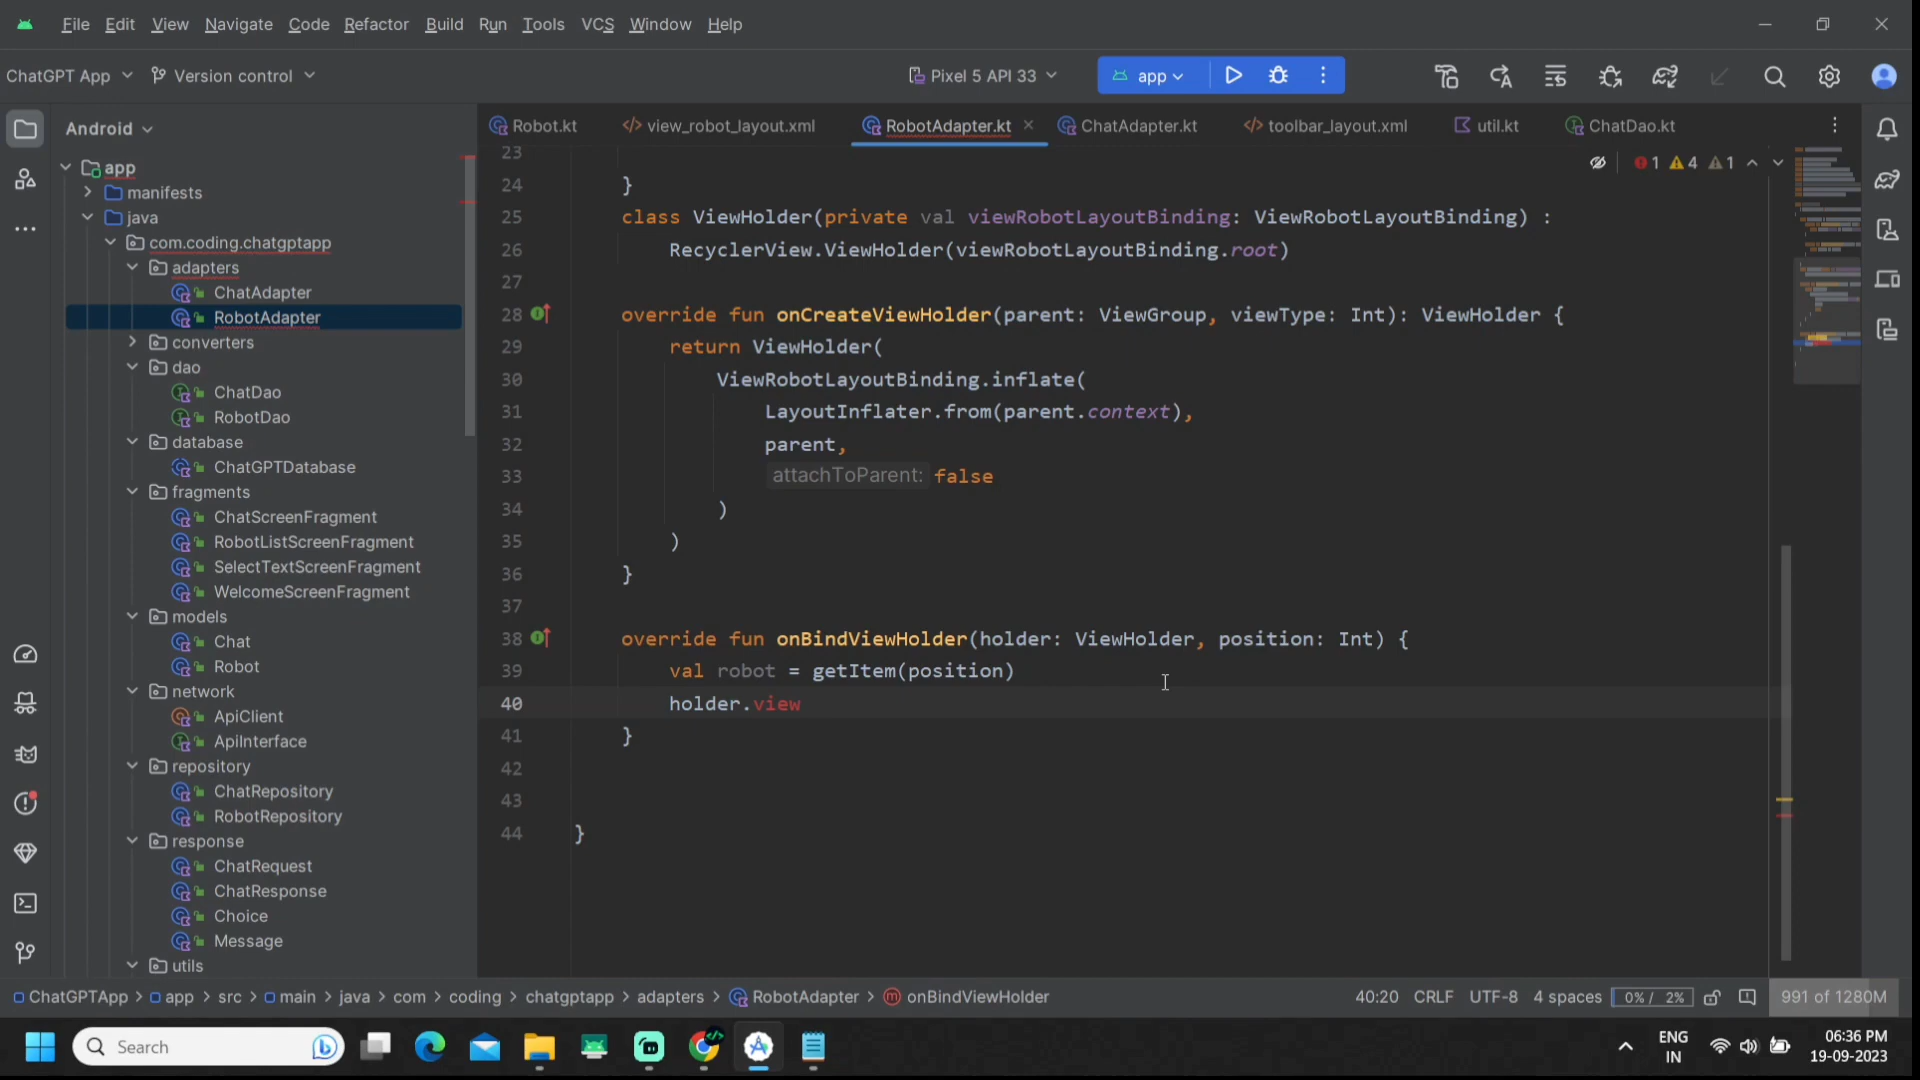 File Edit View Navigate Code Refactor Build Run Tools VCS Window Help
ChatGPT App Version control Pixel 5 API 33 app
Android
Robot.kt view_robot_layout.xml RobotAdapter.kt ChatAdapter.kt toolbar_layout.xml util.kt ChatDao.kt
1 4 1
app
manifests
java
com.coding.chatgptapp
adapters
ChatAdapter
RobotAdapter
converters
dao
ChatDao
RobotDao
database
ChatGPTDatabase
fragments
ChatScreenFragment
RobotListScreenFragment
SelectTextScreenFragment
WelcomeScreenFragment
models
Chat
Robot
network
ApiClient
ApiInterface
repository
ChatRepository
RobotRepository
response
ChatRequest
ChatResponse
Choice
Message
utils
23
24 }
25 class ViewHolder(private val viewRobotLayoutBinding: ViewRobotLayoutBinding) :
26 RecyclerView.ViewHolder(viewRobotLayoutBinding.root)
27
28 override fun onCreateViewHolder(parent: ViewGroup, viewType: Int): ViewHolder {
29 return ViewHolder(
30 ViewRobotLayoutBinding.inflate(
31 LayoutInflater.from(parent.context),
32 parent,
33 attachToParent: false
34 )
35 )
36 }
37
38 override fun onBindViewHolder(holder: ViewHolder, position: Int) {
39 val robot = getItem(position)
40 holder.view
41 }
42
43
44 }
ChatGPTApp > app > src > main > java > com > coding > chatgptapp > adapters > RobotAdapter > onBindViewHolder 40:20 CRLF UTF-8 4 spaces 0% / 2% 991 of 1280M
Search
ENG
IN
06:36 PM
19-09-2023